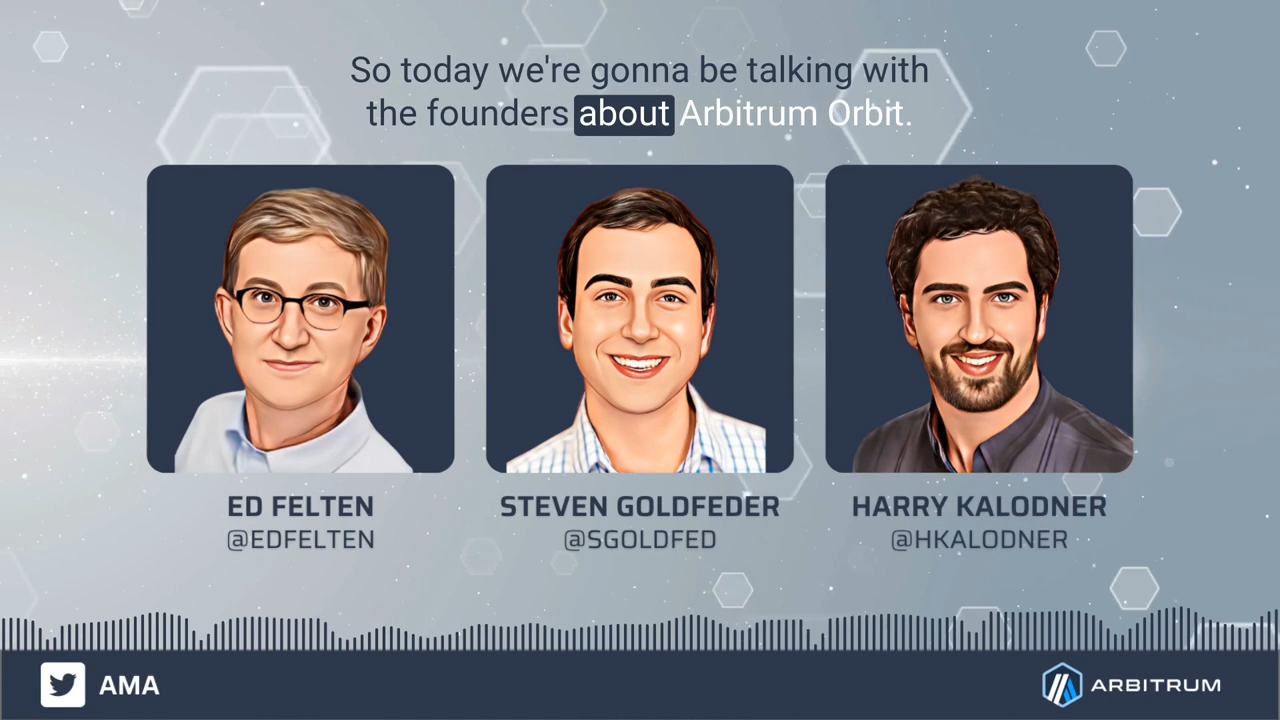 So today we're gonna be talking with
the founders about Arbitrum Orbit.
ED FELTEN
@EDFELTEN
STEVEN GOLDFEDER
@SGOLDFED
HARRY KALODNER
@HKALODNER
AMA
ARBITRUM